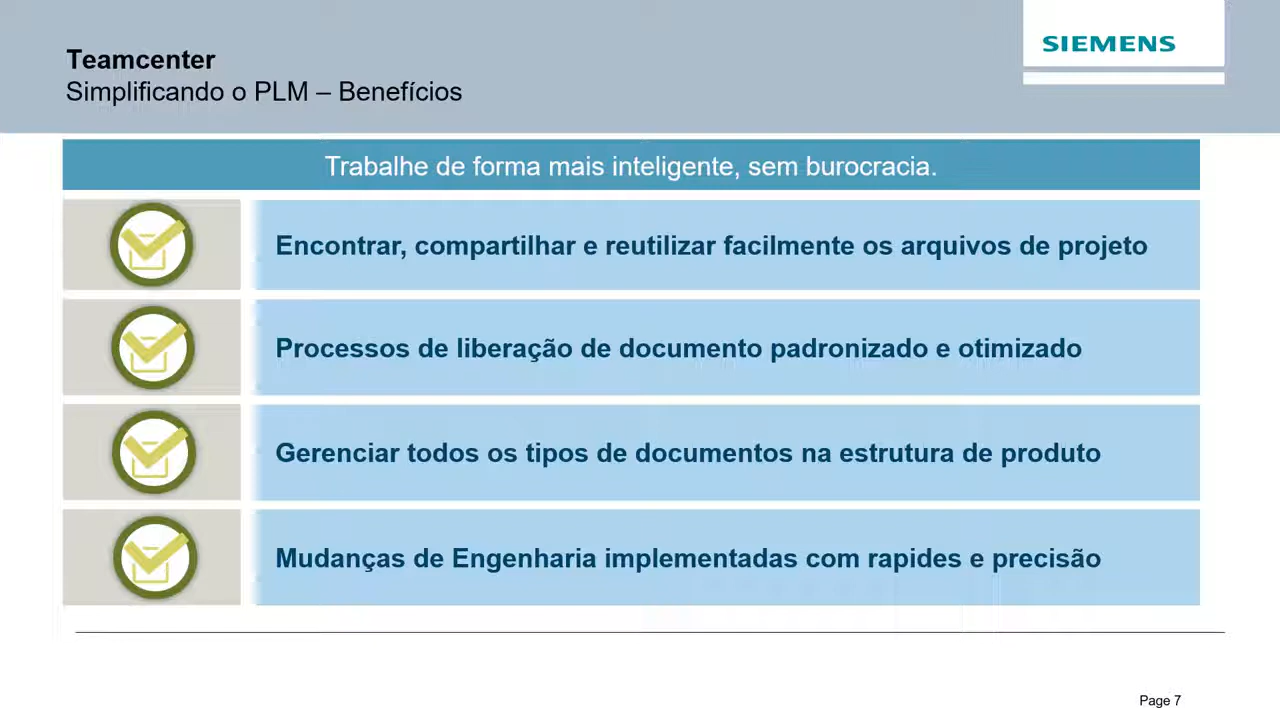 Teamcenter
Simplificando o PLM – Benefícios
SIEMENS
Trabalhe de forma mais inteligente, sem burocracia.
Encontrar, compartilhar e reutilizar facilmente os arquivos de projeto
Processos de liberação de documento padronizado e otimizado
Gerenciar todos os tipos de documentos na estrutura de produto
Mudanças de Engenharia implementadas com rapides e precisão
Page 7